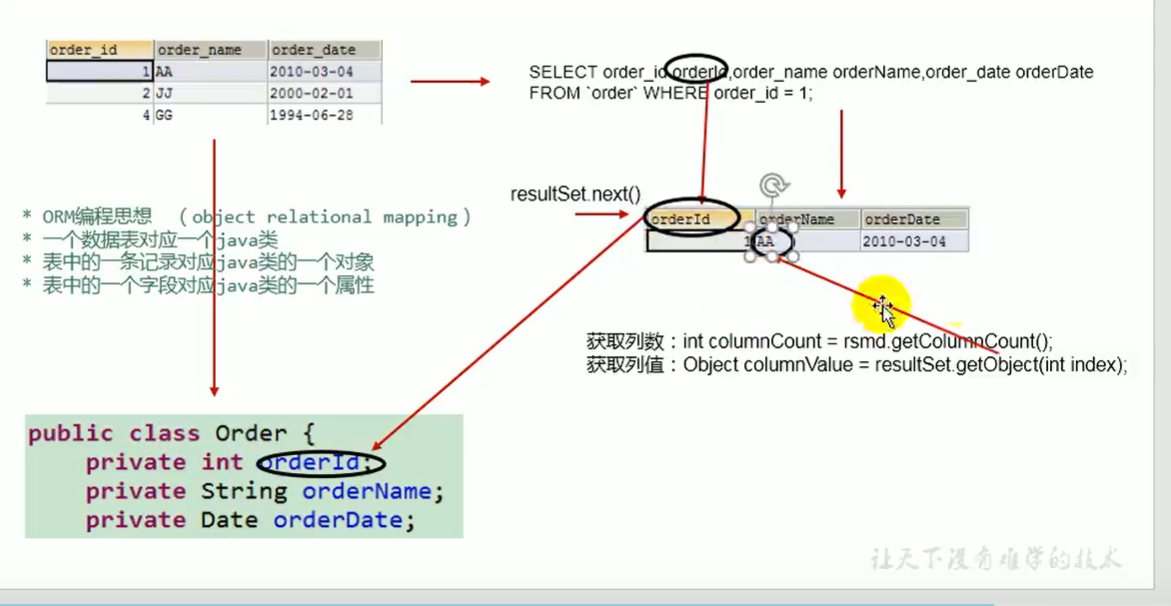 order_id order_name order_date
1 AA 2010-03-04
2 JJ 2000-02-01
4 GG 1994-06-28
SELECT order_id orderId,order_name orderName,order_date orderDate
FROM `order` WHERE order_id = 1;
resultSet.next()
orderId orderName orderDate
1 AA 2010-03-04
* ORM编程思想 （object relational mapping）
* 一个数据表对应一个java类
* 表中的一条记录对应java类的一个对象
* 表中的一个字段对应java类的一个属性
获取列数：int columnCount = rsmd.getColumnCount();
获取列值：Object columnValue = resultSet.getObject(int index);
public class Order {
private int orderId;
private String orderName;
private Date orderDate;
让天下没有难学的技术